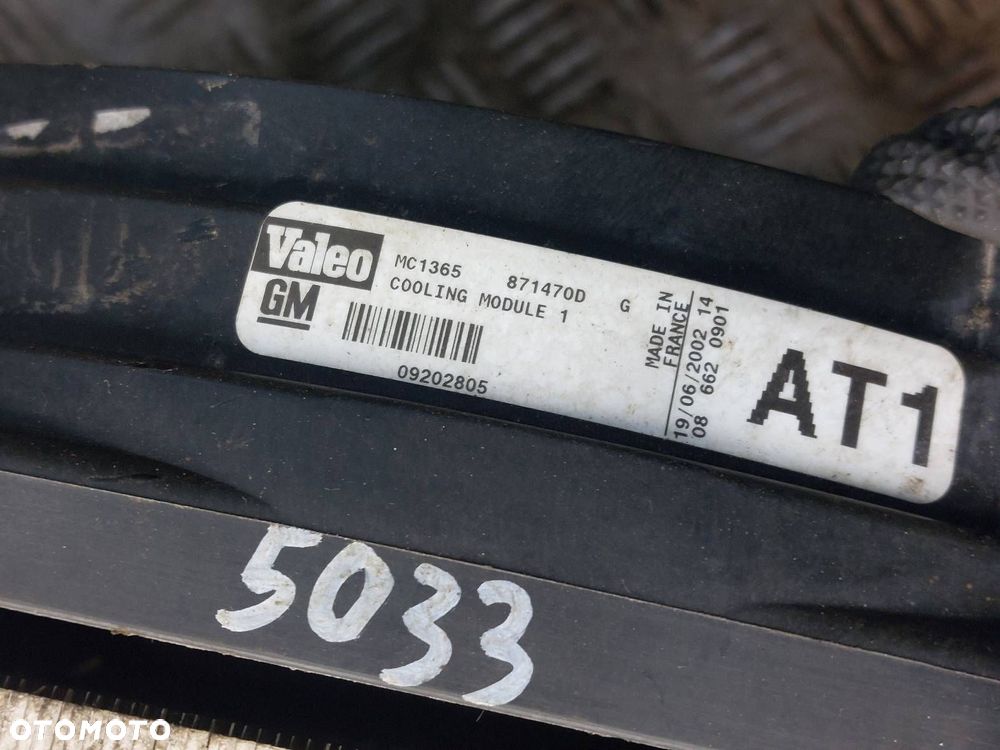 Valeo
GM
MC1365 871470D G
COOLING MODULE 1
09202805
MADE IN
FRANCE
19/06/2002 14
08 662 0901
AT1
5033
OTOMOTO